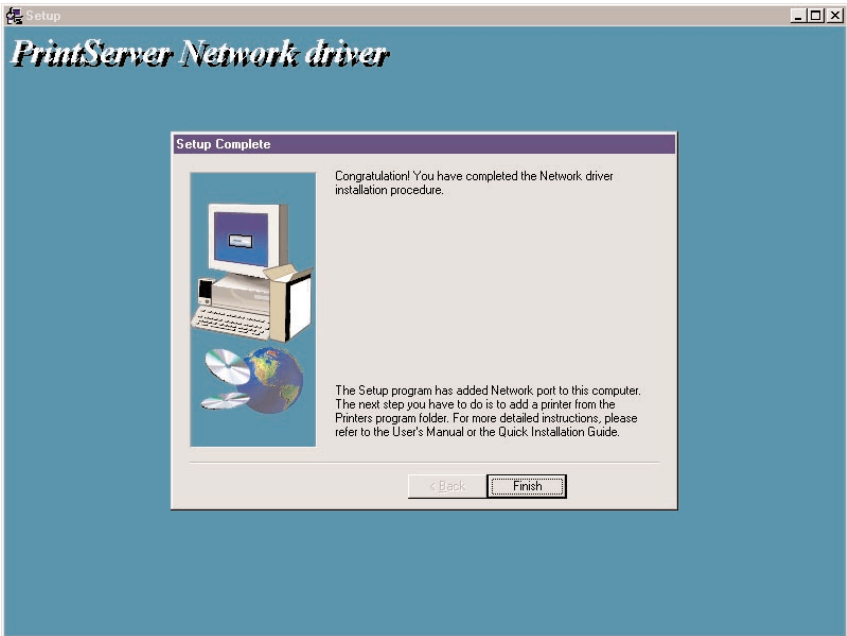 Setup
PrintServer Network driver
Setup Complete
Congratulation! You have completed the Network driver
installation procedure.
The Setup program has added Network port to this computer.
The next step you have to do is to add a printer from the
Printers program folder. For more detailed instructions, please
refer to the User's Manual or the Quick Installation Guide.
< Back
Finish